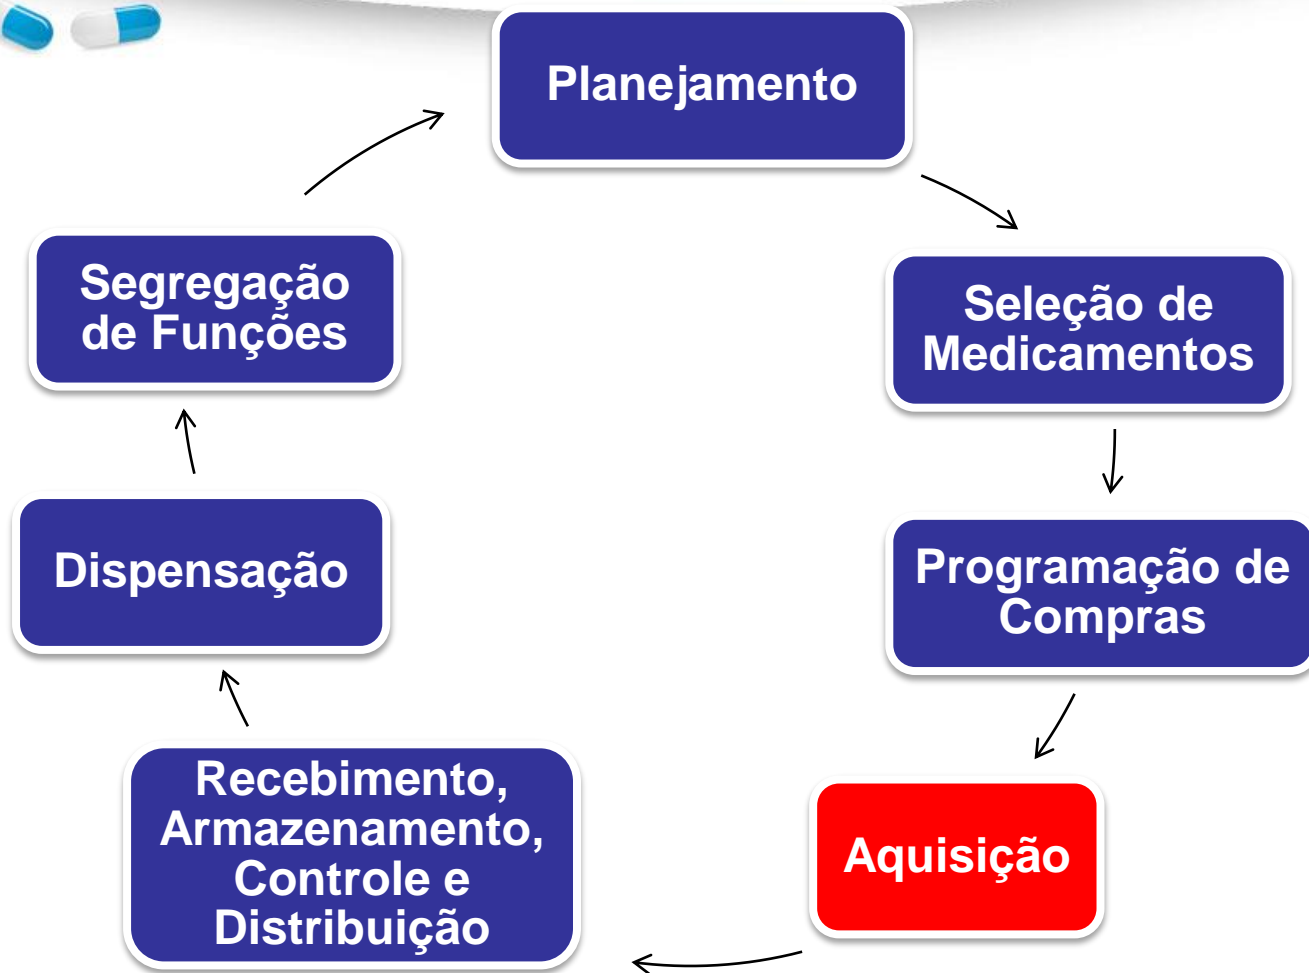 Planejamento
Seleção de
Medicamentos
Programação de
Compras
Aquisição
Recebimento,
Armazenamento,
Controle e
Distribuição
Dispensação
Segregação
de Funções